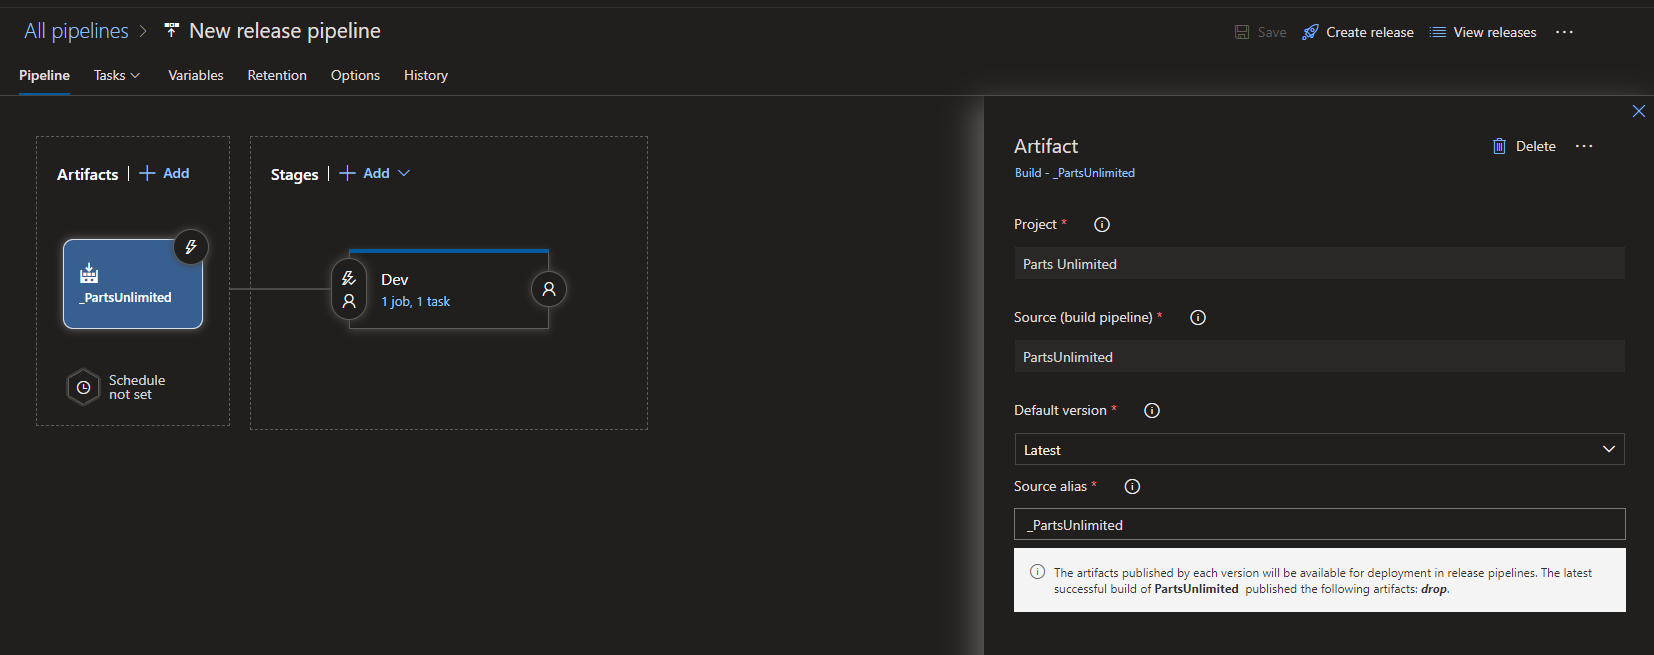 All pipelines > New release pipeline
Save Create release View releases ...
Pipeline Tasks Variables Retention Options History
Artifacts | + Add
Stages | + Add
_PartsUnlimited
Schedule
not set
Dev
1 job, 1 task
Artifact
Delete ...
Build - _PartsUnlimited
Project *
Parts Unlimited
Source (build pipeline) *
PartsUnlimited
Default version *
Latest
Source alias *
_PartsUnlimited
The artifacts published by each version will be available for deployment in release pipelines. The latest
successful build of PartsUnlimited published the following artifacts: drop.